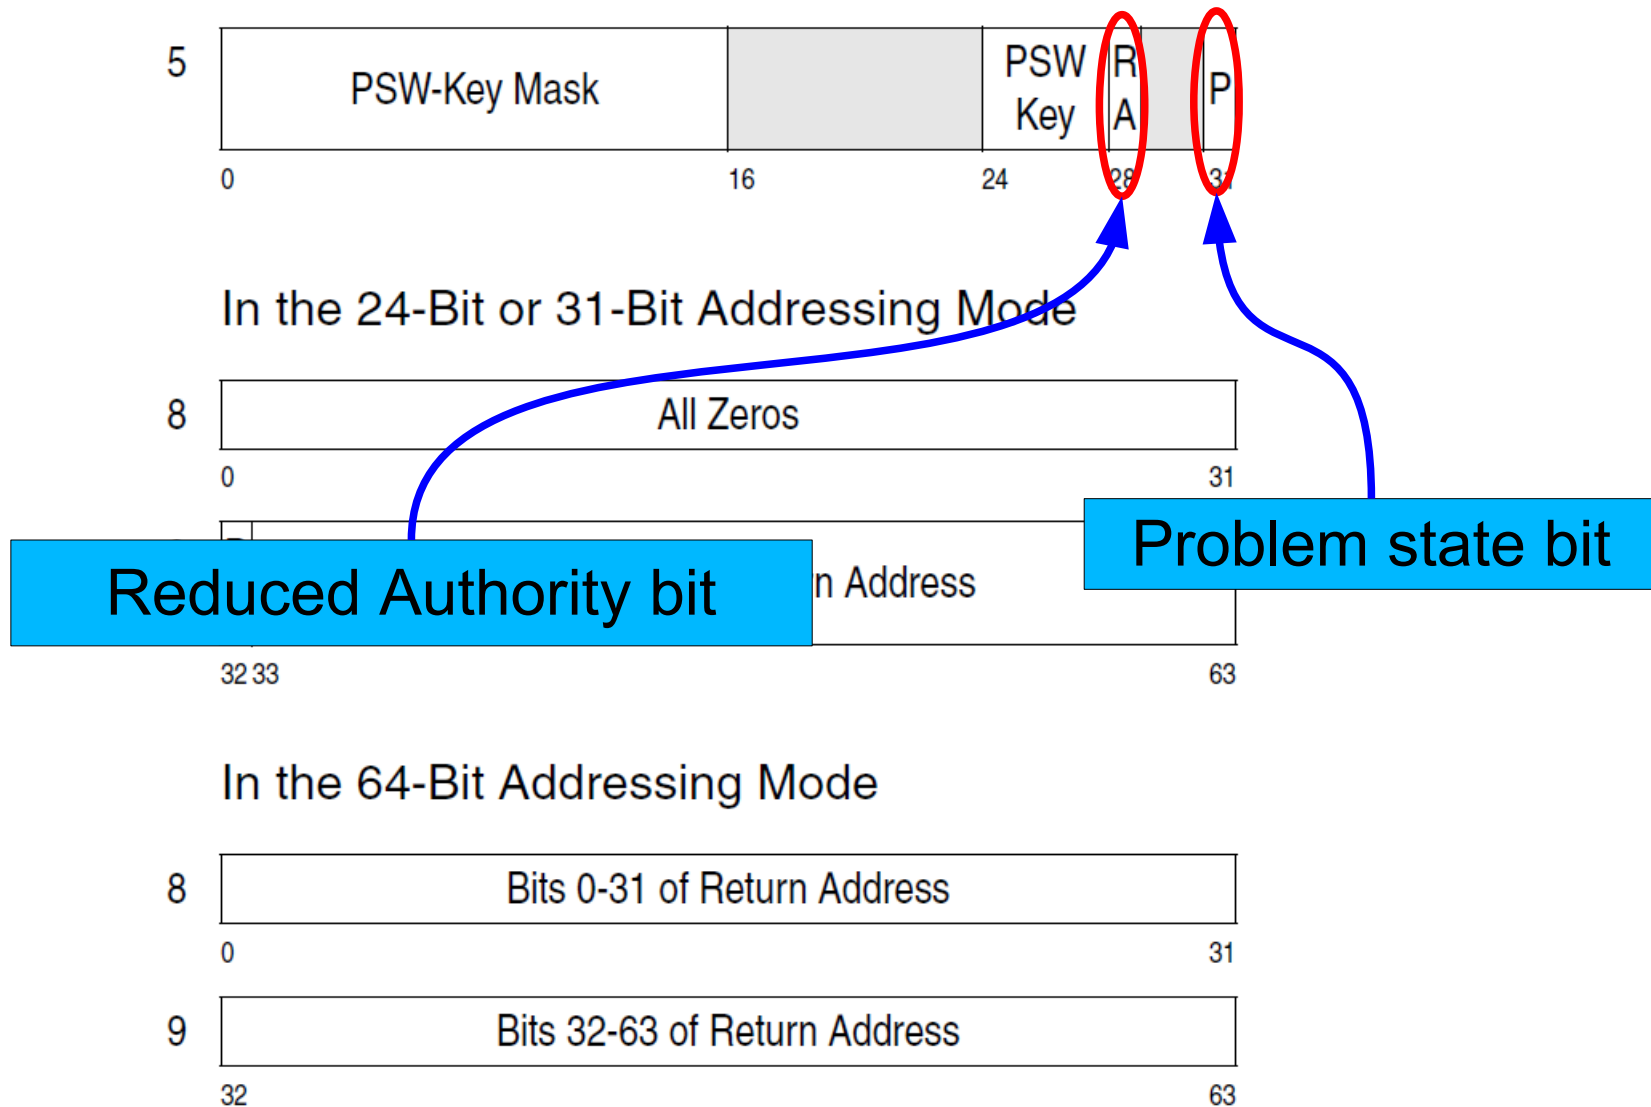 5 PSW-Key Mask PSW Key R A P
0 16 24 28 31
In the 24-Bit or 31-Bit Addressing Mode
8 All Zeros
0 31
n Address
Reduced Authority bit
Problem state bit
32 33 63
In the 64-Bit Addressing Mode
8 Bits 0-31 of Return Address
0 31
9 Bits 32-63 of Return Address
32 63